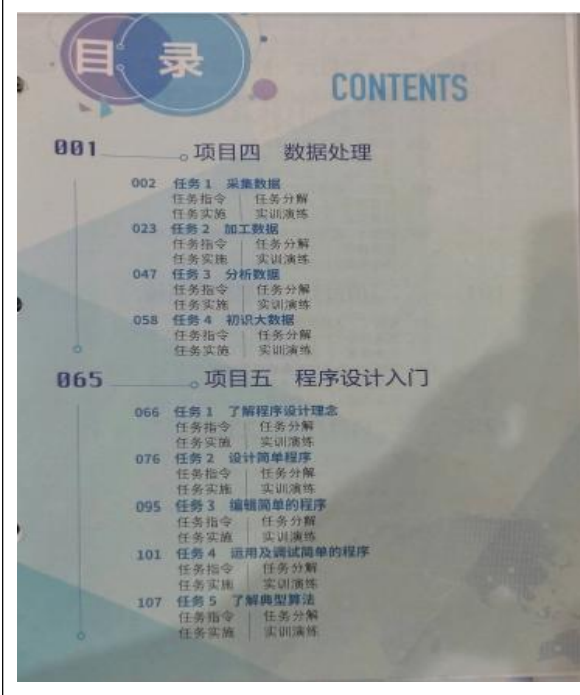 目录
CONTENTS
001 项目四 数据处理
002 任务1 采集数据
任务指令 任务分解
任务实施 实训演练
023 任务2 加工数据
任务指令 任务分解
任务实施 实训演练
047 任务3 分析数据
任务指令 任务分解
任务实施 实训演练
058 任务4 初识大数据
任务指令 任务分解
任务实施 实训演练
065 项目五 程序设计入门
066 任务1 了解程序设计理念
任务指令 任务分解
任务实施 实训演练
076 任务2 设计简单程序
任务指令 任务分解
任务实施 实训演练
095 任务3 编辑简单的程序
任务指令 任务分解
任务实施 实训演练
101 任务4 运用及调试简单的程序
任务指令 任务分解
任务实施 实训演练
107 任务5 了解典型算法
任务指令 任务分解
任务实施 实训演练